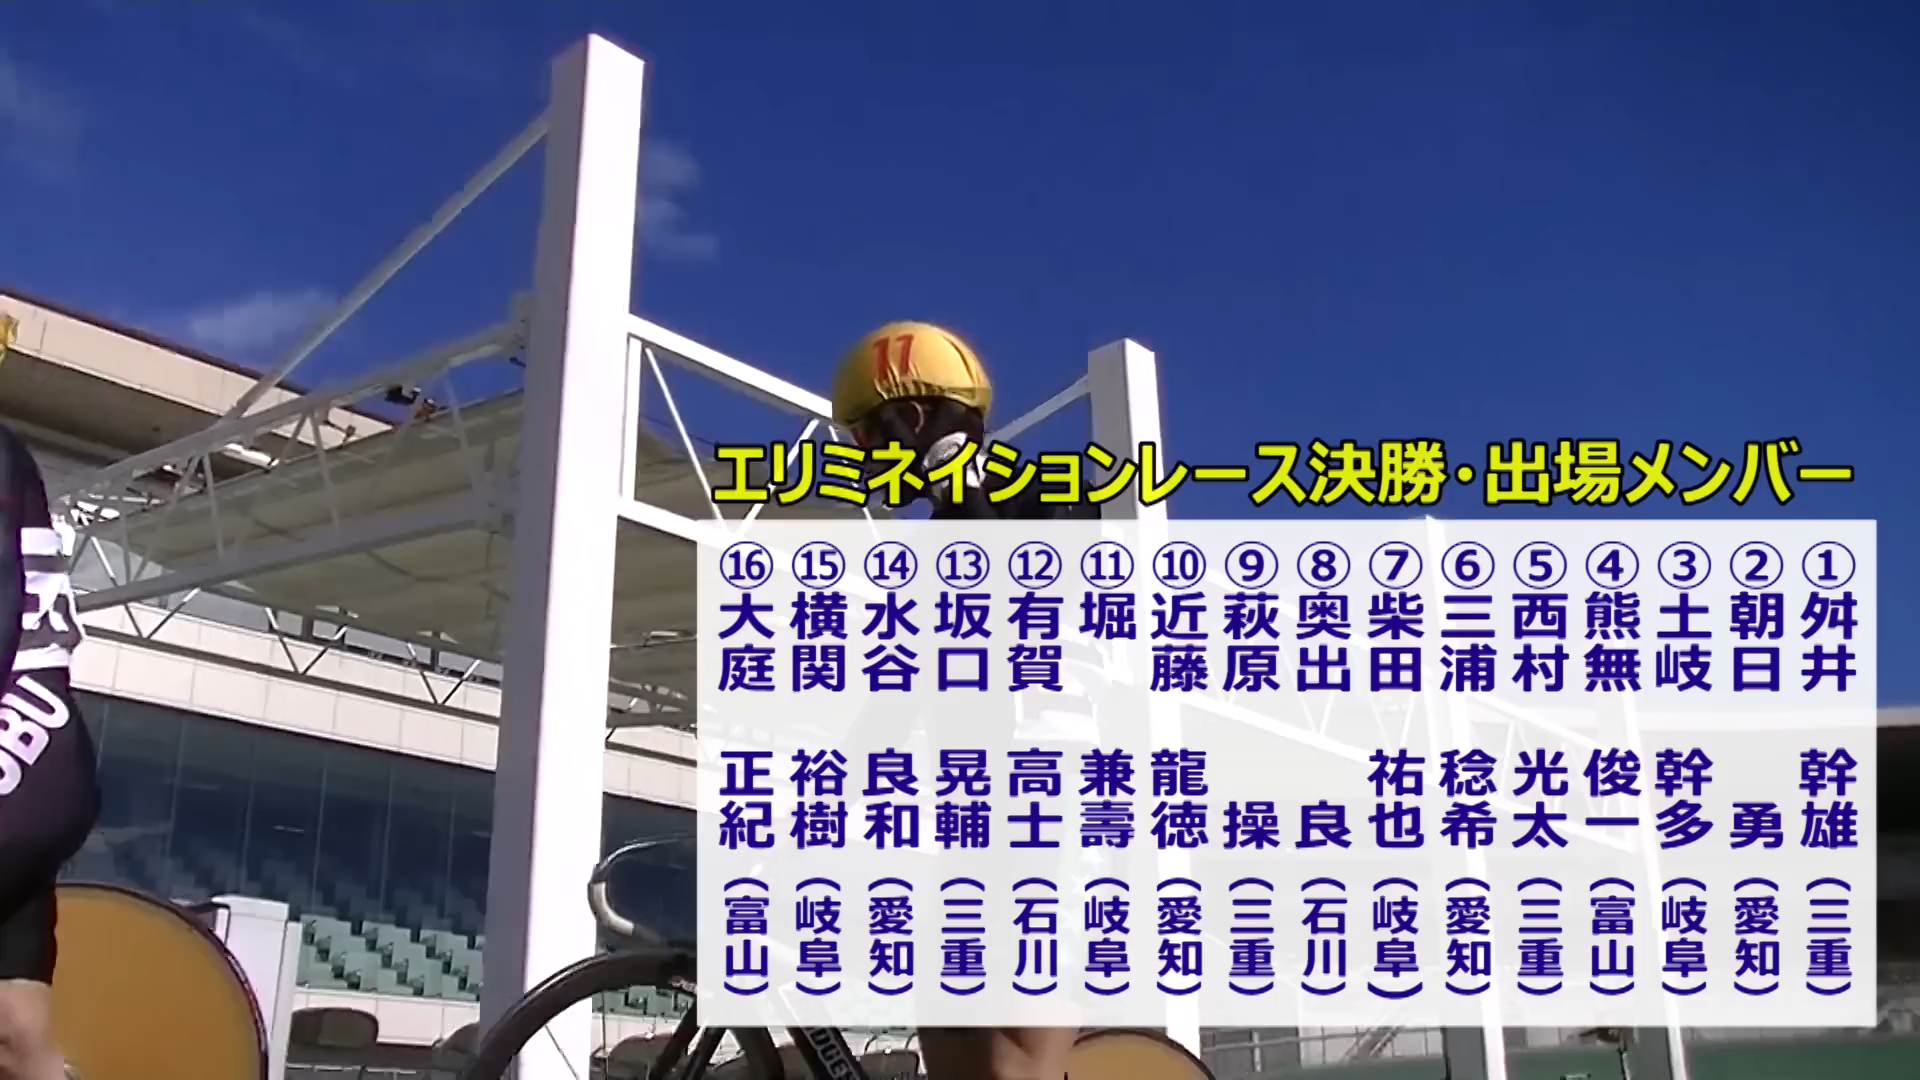 エリミネイションレース決勝・出場メンバー
①舛井 幹雄(三重)
②朝日 勇(愛知)
③土岐 幹多(岐阜)
④熊無 俊一(富山)
⑤西村 光太(三重)
⑥三浦 稔希(愛知)
⑦柴田 祐也(岐阜)
⑧奥出 良(石川)
⑨萩原 操(三重)
⑩近藤 龍徳(愛知)
⑪堀 兼壽(岐阜)
⑫有賀 高士(石川)
⑬坂口 晃輔(三重)
⑭水谷 良和(愛知)
⑮横関 裕樹(岐阜)
⑯大庭 正紀(富山)
11